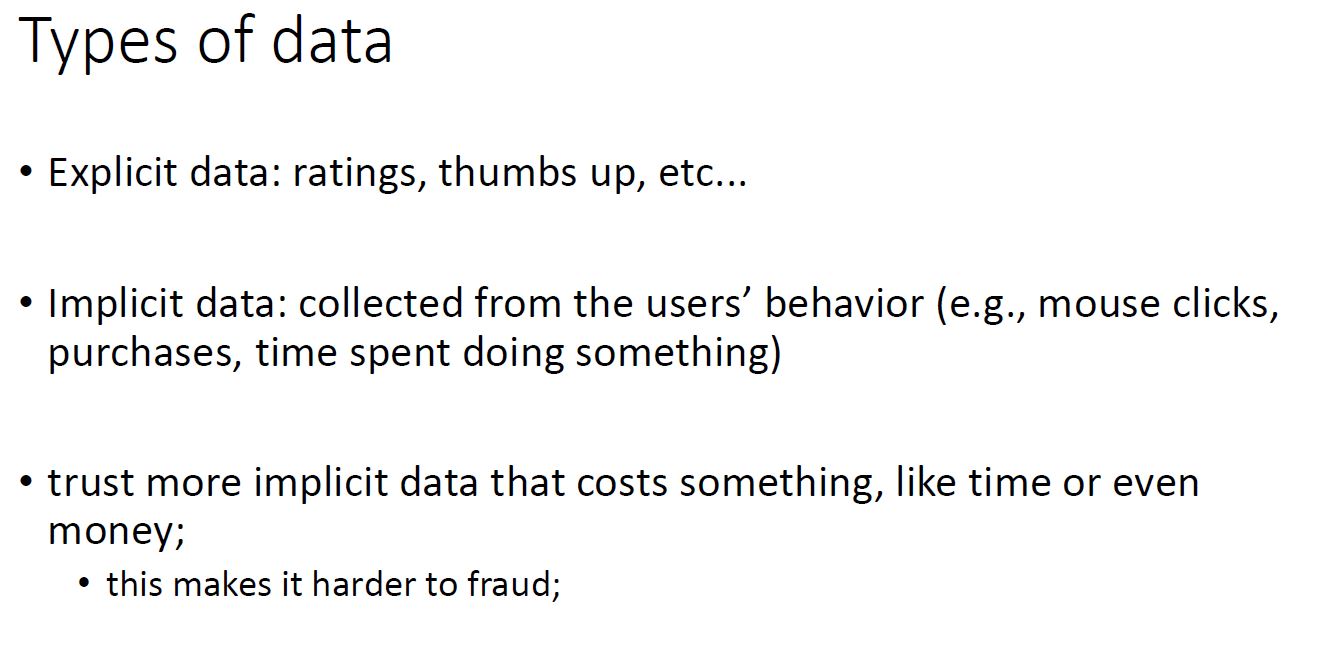 Types of data
• Explicit data: ratings, thumbs up, etc...
• Implicit data: collected from the users’ behavior (e.g., mouse clicks,
purchases, time spent doing something)
• trust more implicit data that costs something, like time or even
money;
• this makes it harder to fraud;